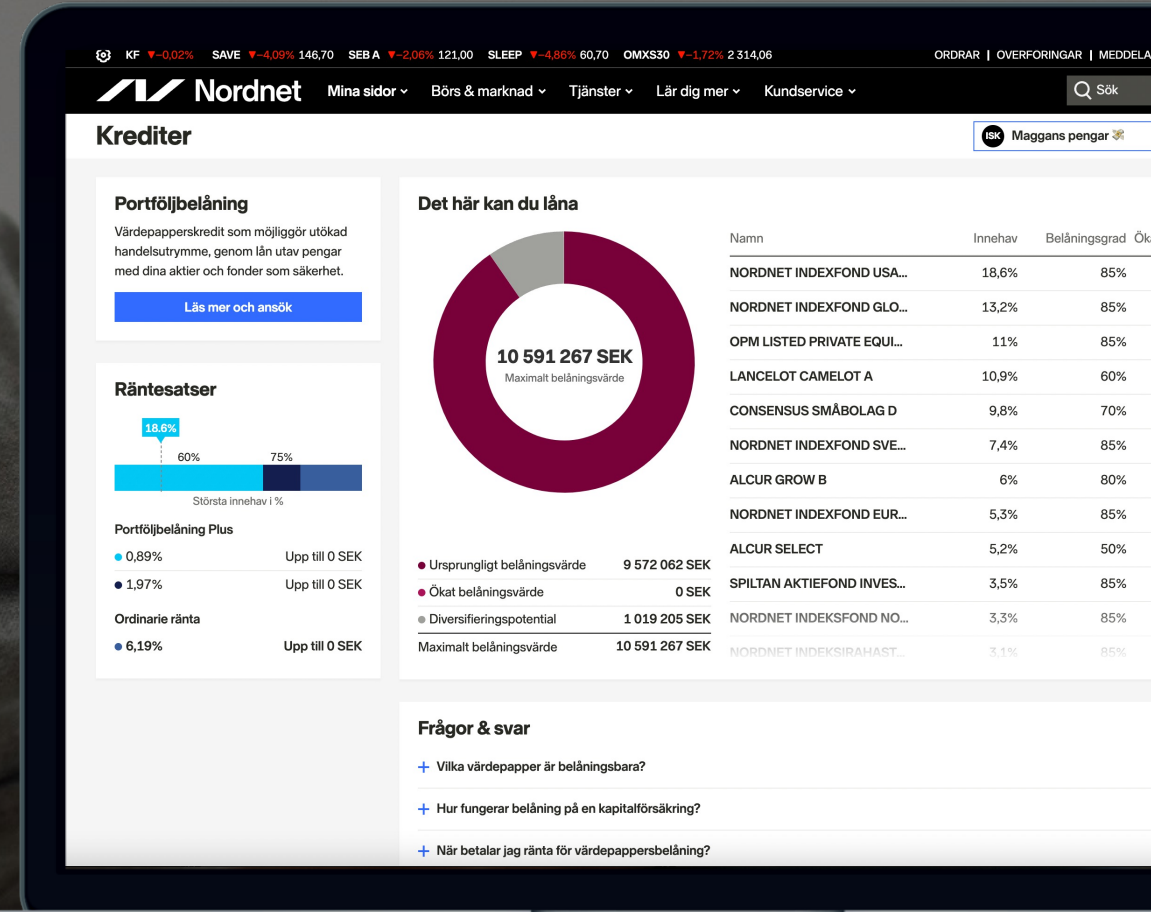 KF ▼−0,02% SAVE ▼−4,09% 146,70 SEB A ▼−2,06% 121,00 SLEEP ▼−4,86% 60,70 OMXS30 ▼−1,72% 2 314,06
ORDRAR | OVERFORINGAR | MEDDELA
Nordnet Mina sidor Börs & marknad Tjänster Lär dig mer Kundservice Sök
Krediter
ISK Maggans pengar 💸
Portföljbelåning
Värdepapperskredit som möjliggör utökad
handelsutrymme, genom lån utav pengar
med dina aktier och fonder som säkerhet.
Läs mer och ansök
Räntesatser
18.6%
60% 75%
Största innehav i %
Portföljbelåning Plus
0,89% Upp till 0 SEK
1,97% Upp till 0 SEK
Ordinarie ränta
6,19% Upp till 0 SEK
Det här kan du låna
10 591 267 SEK
Maximalt belåningsvärde
Ursprungligt belåningsvärde 9 572 062 SEK
Ökat belåningsvärde 0 SEK
Diversifieringspotential 1 019 205 SEK
Maximalt belåningsvärde 10 591 267 SEK
Namn Innehav Belåningsgrad Öka
NORDNET INDEXFOND USA... 18,6% 85%
NORDNET INDEXFOND GLO... 13,2% 85%
OPM LISTED PRIVATE EQUI... 11% 85%
LANCELOT CAMELOT A 10,9% 60%
CONSENSUS SMÅBOLAG D 9,8% 70%
NORDNET INDEXFOND SVE... 7,4% 85%
ALCUR GROW B 6% 80%
NORDNET INDEXFOND EUR... 5,3% 85%
ALCUR SELECT 5,2% 50%
SPILTAN AKTIEFOND INVES... 3,5% 85%
NORDNET INDEKSFOND NO... 3,3% 85%
NORDNET INDEKSIRAHAST... 3,1% 85%
Frågor & svar
+ Vilka värdepapper är belåningsbara?
+ Hur fungerar belåning på en kapitalförsäkring?
+ När betalar jag ränta för värdepappersbelåning?